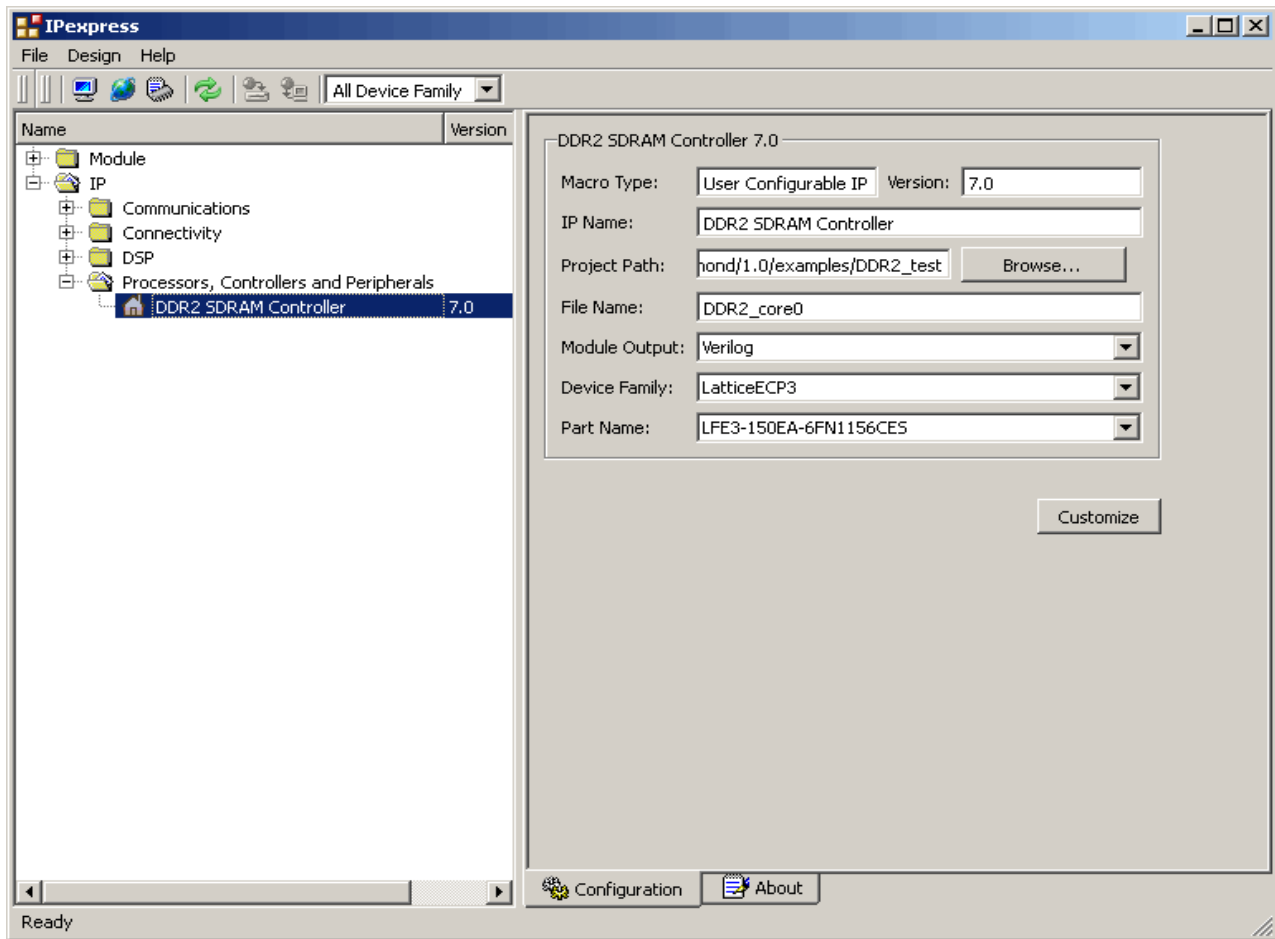 IPexpress
File Design Help
All Device Family
Name Version
Module
IP
Communications
Connectivity
DSP
Processors, Controllers and Peripherals
DDR2 SDRAM Controller 7.0
DDR2 SDRAM Controller 7.0
Macro Type: User Configurable IP Version: 7.0
IP Name: DDR2 SDRAM Controller
Project Path: hond/1.0/examples/DDR2_test Browse...
File Name: DDR2_core0
Module Output: Verilog
Device Family: LatticeECP3
Part Name: LFE3-150EA-6FN1156CES
Customize
Configuration About
Ready